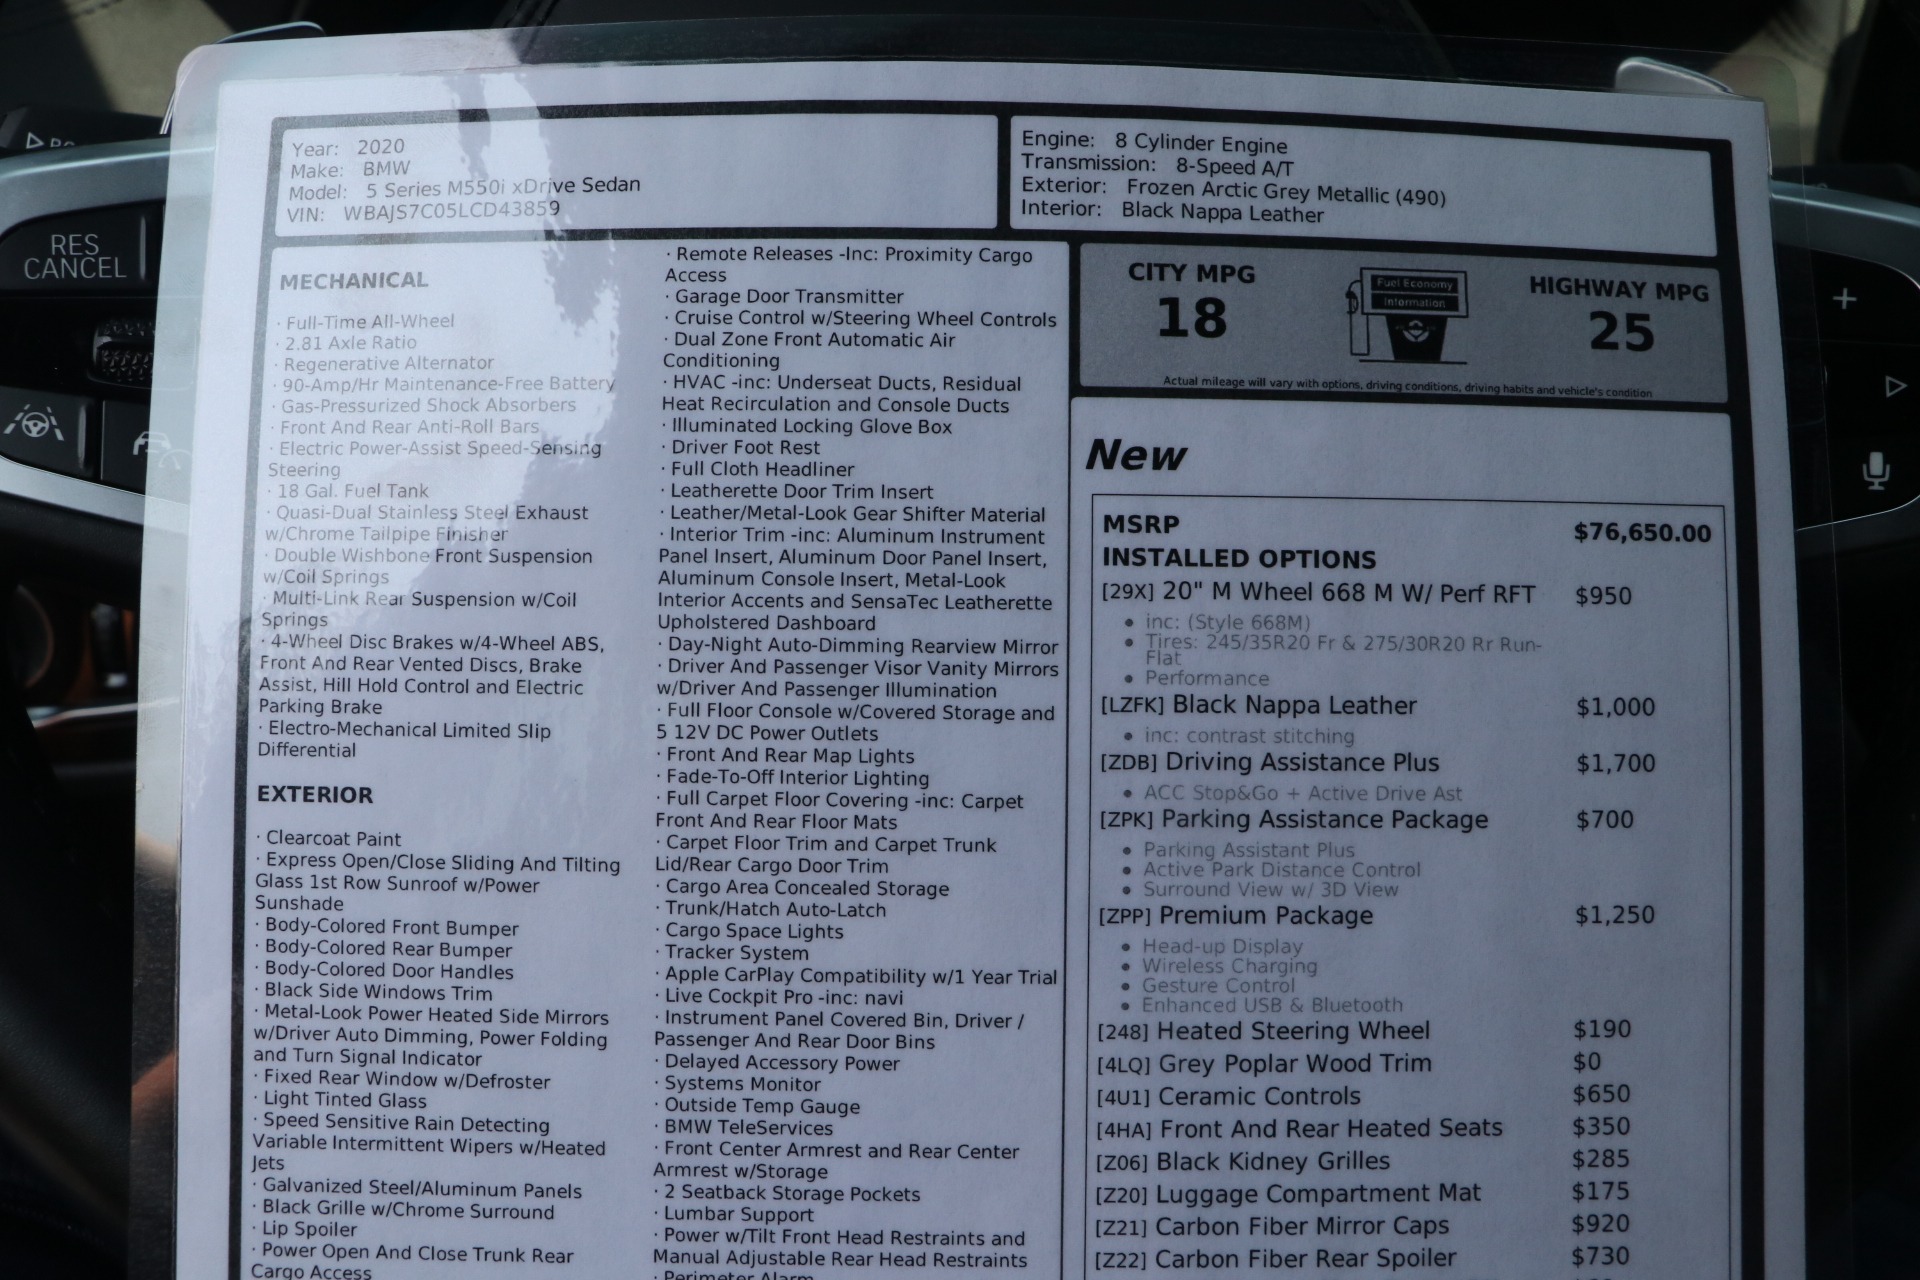 RES
CANCEL
Year: 2020
Make: BMW
Model: 5 Series M550i xDrive Sedan
VIN: WBAJS7C05LCD43859
Engine: 8 Cylinder Engine
Transmission: 8-Speed A/T
Exterior: Frozen Arctic Grey Metallic (490)
Interior: Black Nappa Leather
MECHANICAL
· Full-Time All-Wheel
· 2.81 Axle Ratio
· Regenerative Alternator
· 90-Amp/Hr Maintenance-Free Battery
· Gas-Pressurized Shock Absorbers
· Front And Rear Anti-Roll Bars
· Electric Power-Assist Speed-Sensing
Steering
· 18 Gal. Fuel Tank
· Quasi-Dual Stainless Steel Exhaust
w/Chrome Tailpipe Finisher
· Double Wishbone Front Suspension
w/Coil Springs
· Multi-Link Rear Suspension w/Coil
Springs
· 4-Wheel Disc Brakes w/4-Wheel ABS,
Front And Rear Vented Discs, Brake
Assist, Hill Hold Control and Electric
Parking Brake
· Electro-Mechanical Limited Slip
Differential
EXTERIOR
· Clearcoat Paint
· Express Open/Close Sliding And Tilting
Glass 1st Row Sunroof w/Power
Sunshade
· Body-Colored Front Bumper
· Body-Colored Rear Bumper
· Body-Colored Door Handles
· Black Side Windows Trim
· Metal-Look Power Heated Side Mirrors
w/Driver Auto Dimming, Power Folding
and Turn Signal Indicator
· Fixed Rear Window w/Defroster
· Light Tinted Glass
· Speed Sensitive Rain Detecting
Variable Intermittent Wipers w/Heated
Jets
· Galvanized Steel/Aluminum Panels
· Black Grille w/Chrome Surround
· Lip Spoiler
· Power Open And Close Trunk Rear
Cargo Access
· Remote Releases -Inc: Proximity Cargo
Access
· Garage Door Transmitter
· Cruise Control w/Steering Wheel Controls
· Dual Zone Front Automatic Air
Conditioning
· HVAC -inc: Underseat Ducts, Residual
Heat Recirculation and Console Ducts
· Illuminated Locking Glove Box
· Driver Foot Rest
· Full Cloth Headliner
· Leatherette Door Trim Insert
· Leather/Metal-Look Gear Shifter Material
· Interior Trim -inc: Aluminum Instrument
Panel Insert, Aluminum Door Panel Insert,
Aluminum Console Insert, Metal-Look
Interior Accents and SensaTec Leatherette
Upholstered Dashboard
· Day-Night Auto-Dimming Rearview Mirror
· Driver And Passenger Visor Vanity Mirrors
w/Driver And Passenger Illumination
· Full Floor Console w/Covered Storage and
5 12V DC Power Outlets
· Front And Rear Map Lights
· Fade-To-Off Interior Lighting
· Full Carpet Floor Covering -inc: Carpet
Front And Rear Floor Mats
· Carpet Floor Trim and Carpet Trunk
Lid/Rear Cargo Door Trim
· Cargo Area Concealed Storage
· Trunk/Hatch Auto-Latch
· Cargo Space Lights
· Tracker System
· Apple CarPlay Compatibility w/1 Year Trial
· Live Cockpit Pro -inc: navi
· Instrument Panel Covered Bin, Driver /
Passenger And Rear Door Bins
· Delayed Accessory Power
· Systems Monitor
· Outside Temp Gauge
· BMW TeleServices
· Front Center Armrest and Rear Center
Armrest w/Storage
· 2 Seatback Storage Pockets
· Lumbar Support
· Power w/Tilt Front Head Restraints and
Manual Adjustable Rear Head Restraints
· Perimeter Alarm
CITY MPG
18
Fuel Economy
Information
HIGHWAY MPG
25
Actual mileage will vary with options, driving conditions, driving habits and vehicle's condition
New
MSRP $76,650.00
INSTALLED OPTIONS
[29X] 20" M Wheel 668 M W/ Perf RFT $950
• inc: (Style 668M)
• Tires: 245/35R20 Fr & 275/30R20 Rr Run-
Flat
• Performance
[LZFK] Black Nappa Leather $1,000
• inc: contrast stitching
[ZDB] Driving Assistance Plus $1,700
• ACC Stop&Go + Active Drive Ast
[ZPK] Parking Assistance Package $700
• Parking Assistant Plus
• Active Park Distance Control
• Surround View w/ 3D View
[ZPP] Premium Package $1,250
• Head-up Display
• Wireless Charging
• Gesture Control
• Enhanced USB & Bluetooth
[248] Heated Steering Wheel $190
[4LQ] Grey Poplar Wood Trim $0
[4U1] Ceramic Controls $650
[4HA] Front And Rear Heated Seats $350
[Z06] Black Kidney Grilles $285
[Z20] Luggage Compartment Mat $175
[Z21] Carbon Fiber Mirror Caps $920
[Z22] Carbon Fiber Rear Spoiler $730